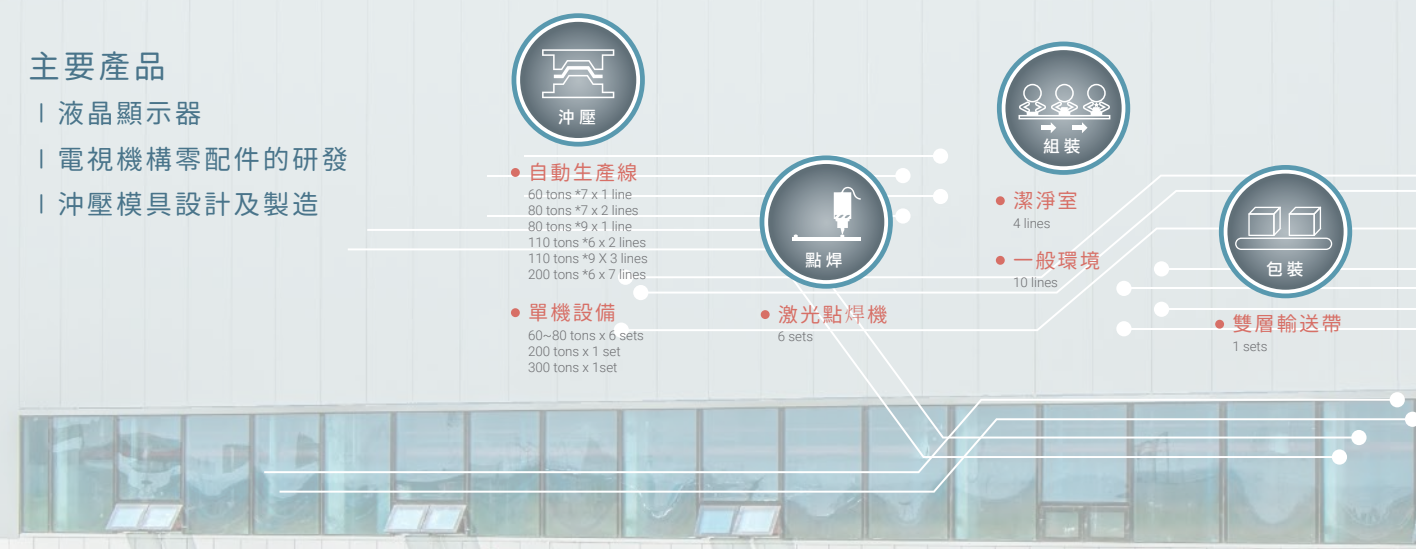 主要產品
液晶顯示器
電視機構零配件的研發
沖壓模具設計及製造
沖壓
自動生產線
60 tons *7 x 1 line
80 tons *7 x 2 lines
80 tons *9 x 1 line
110 tons *6 x 2 lines
110 tons *9 X 3 lines
200 tons *6 x 7 lines
單機設備
60~80 tons x 6 sets
200 tons x 1 set
300 tons x 1set
點焊
激光點焊機
6 sets
組裝
潔淨室
4 lines
一般環境
10 lines
包裝
雙層輸送帶
1 sets